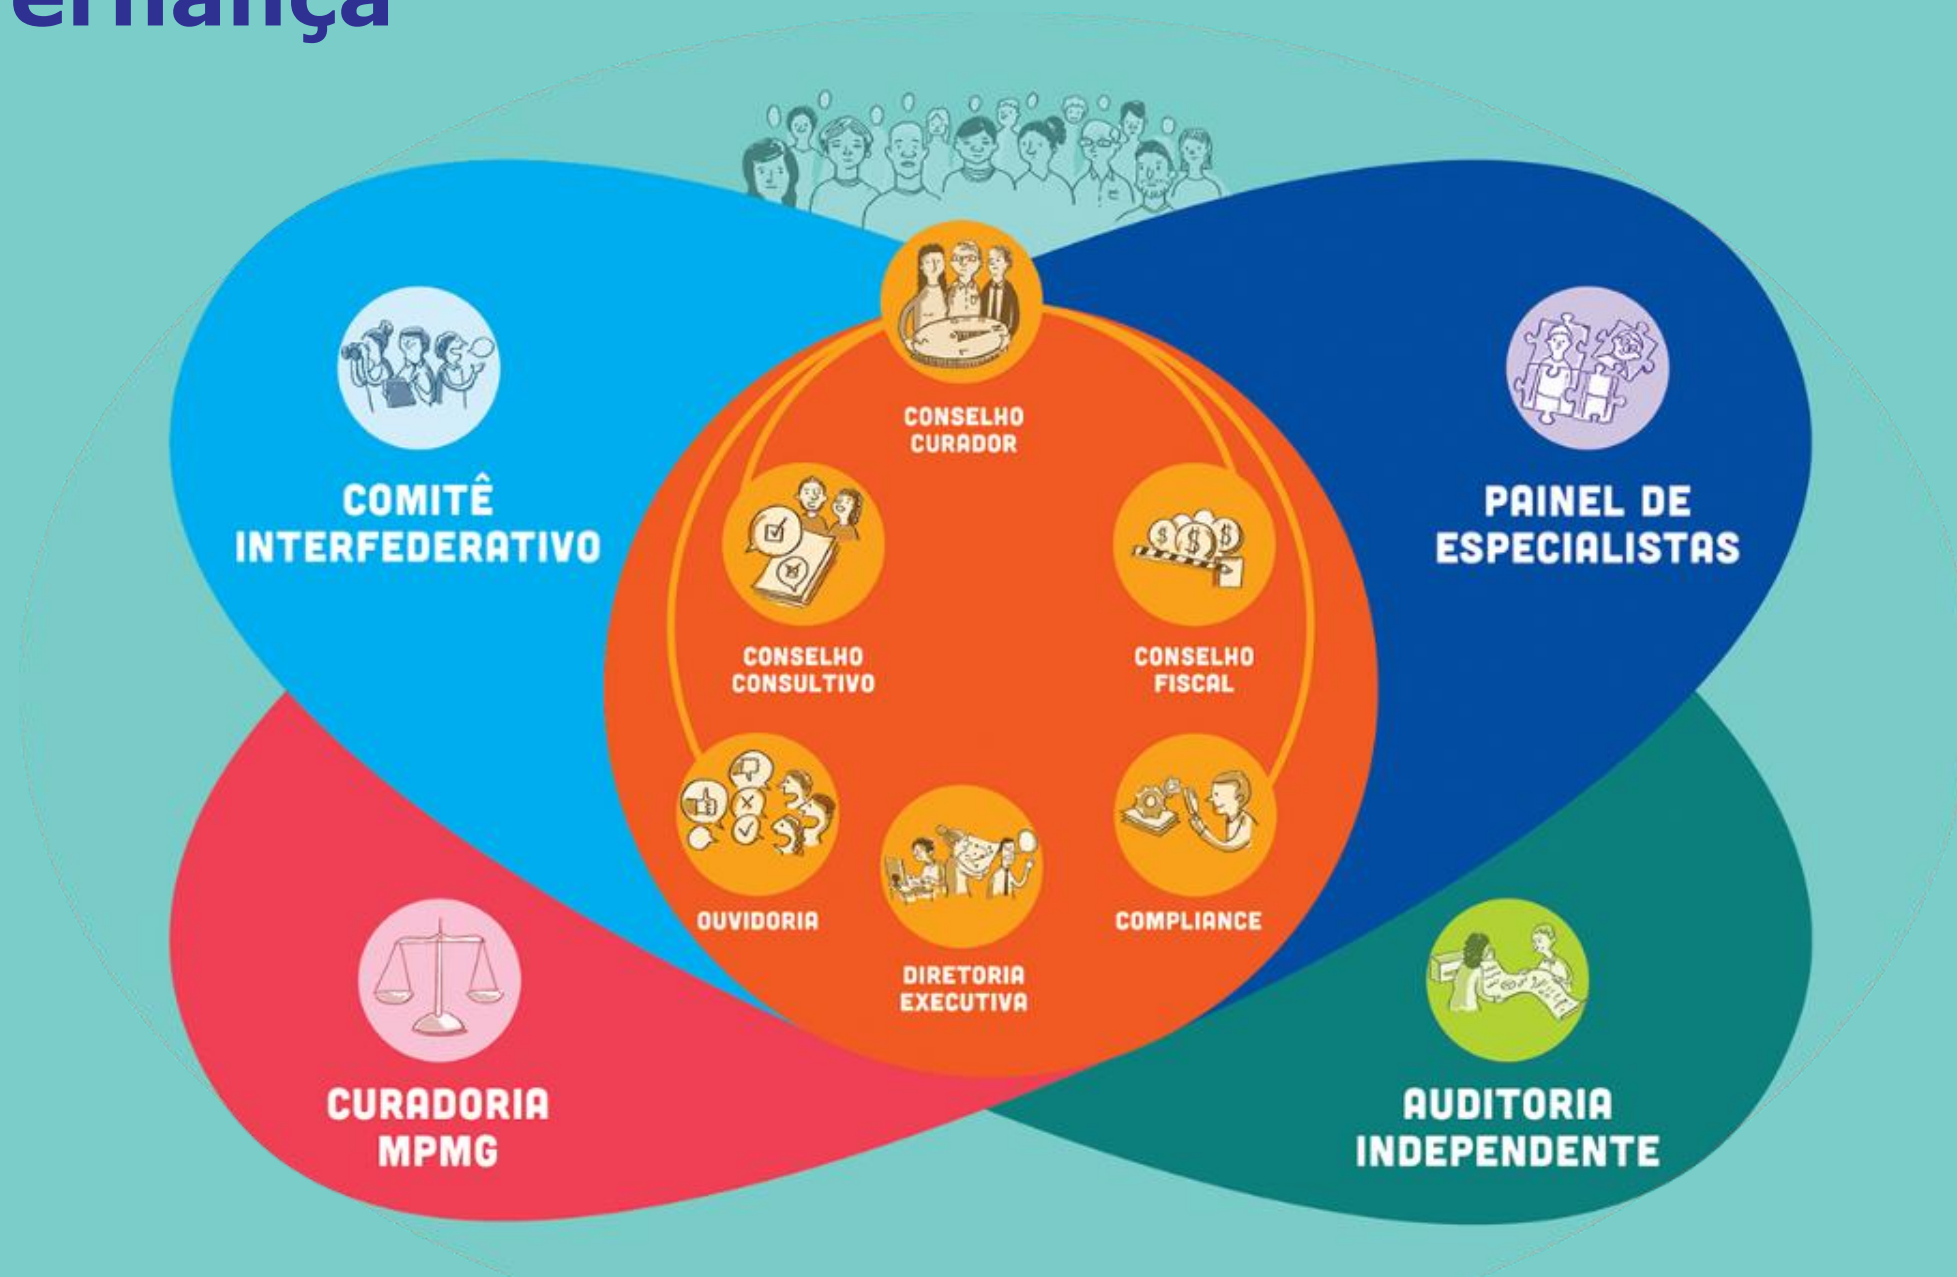 ernança
CONSELHO
CURADOR
COMITÊ
INTERFEDERATIVO
PAINEL DE
ESPECIALISTAS
CONSELHO
CONSULTIVO
CONSELHO
FISCAL
OUVIDORIA
COMPLIANCE
DIRETORIA
EXECUTIVA
CURADORIA
MPMG
AUDITORIA
INDEPENDENTE